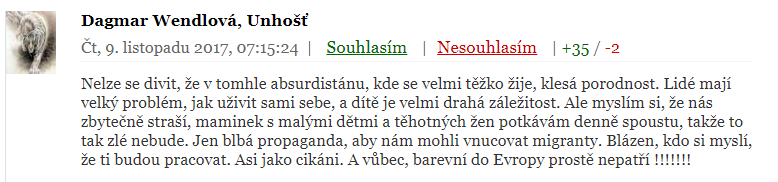 Dagmar Wendlová, Unhošť
Čt, 9. listopadu 2017, 07:15:24 | Souhlasím | Nesouhlasím | +35 / -2
Nelze se divit, že v tomhle absurdistánu, kde se velmi těžko žije, klesá porodnost. Lidé mají
velký problém, jak uživit sami sebe, a dítě je velmi drahá záležitost. Ale myslím si, že nás
zbytečně straší, maminek s malými dětmi a těhotných žen potkávám denně spoustu, takže to
tak zlé nebude. Jen blbá propaganda, aby nám mohli vnucovat migranty. Blázen, kdo si myslí,
že ti budou pracovat. Asi jako cikáni. A vůbec, barevní do Evropy prostě nepatří !!!!!!!